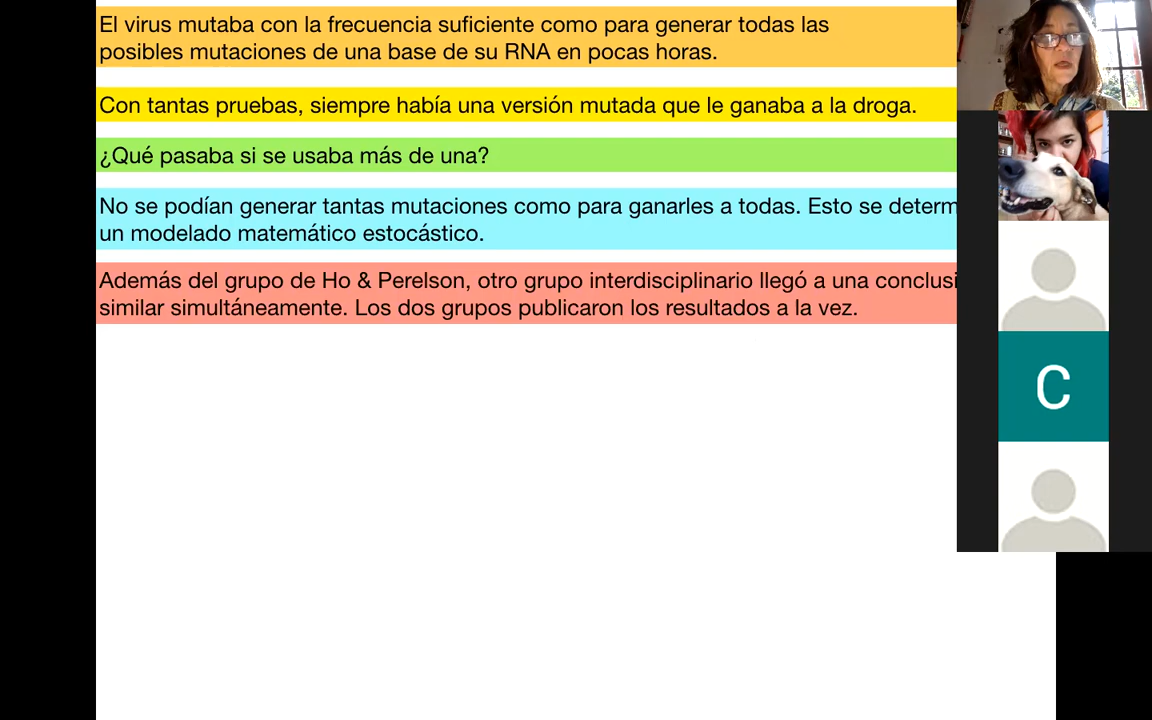 El virus mutaba con la frecuencia suficiente como para generar todas las
posibles mutaciones de una base de su RNA en pocas horas.
Con tantas pruebas, siempre había una versión mutada que le ganaba a la droga.
¿Qué pasaba si se usaba más de una?
No se podían generar tantas mutaciones como para ganarles a todas. Esto se determ
un modelado matemático estocástico.
Además del grupo de Ho & Perelson, otro grupo interdisciplinario llegó a una conclusi
similar simultáneamente. Los dos grupos publicaron los resultados a la vez.
C